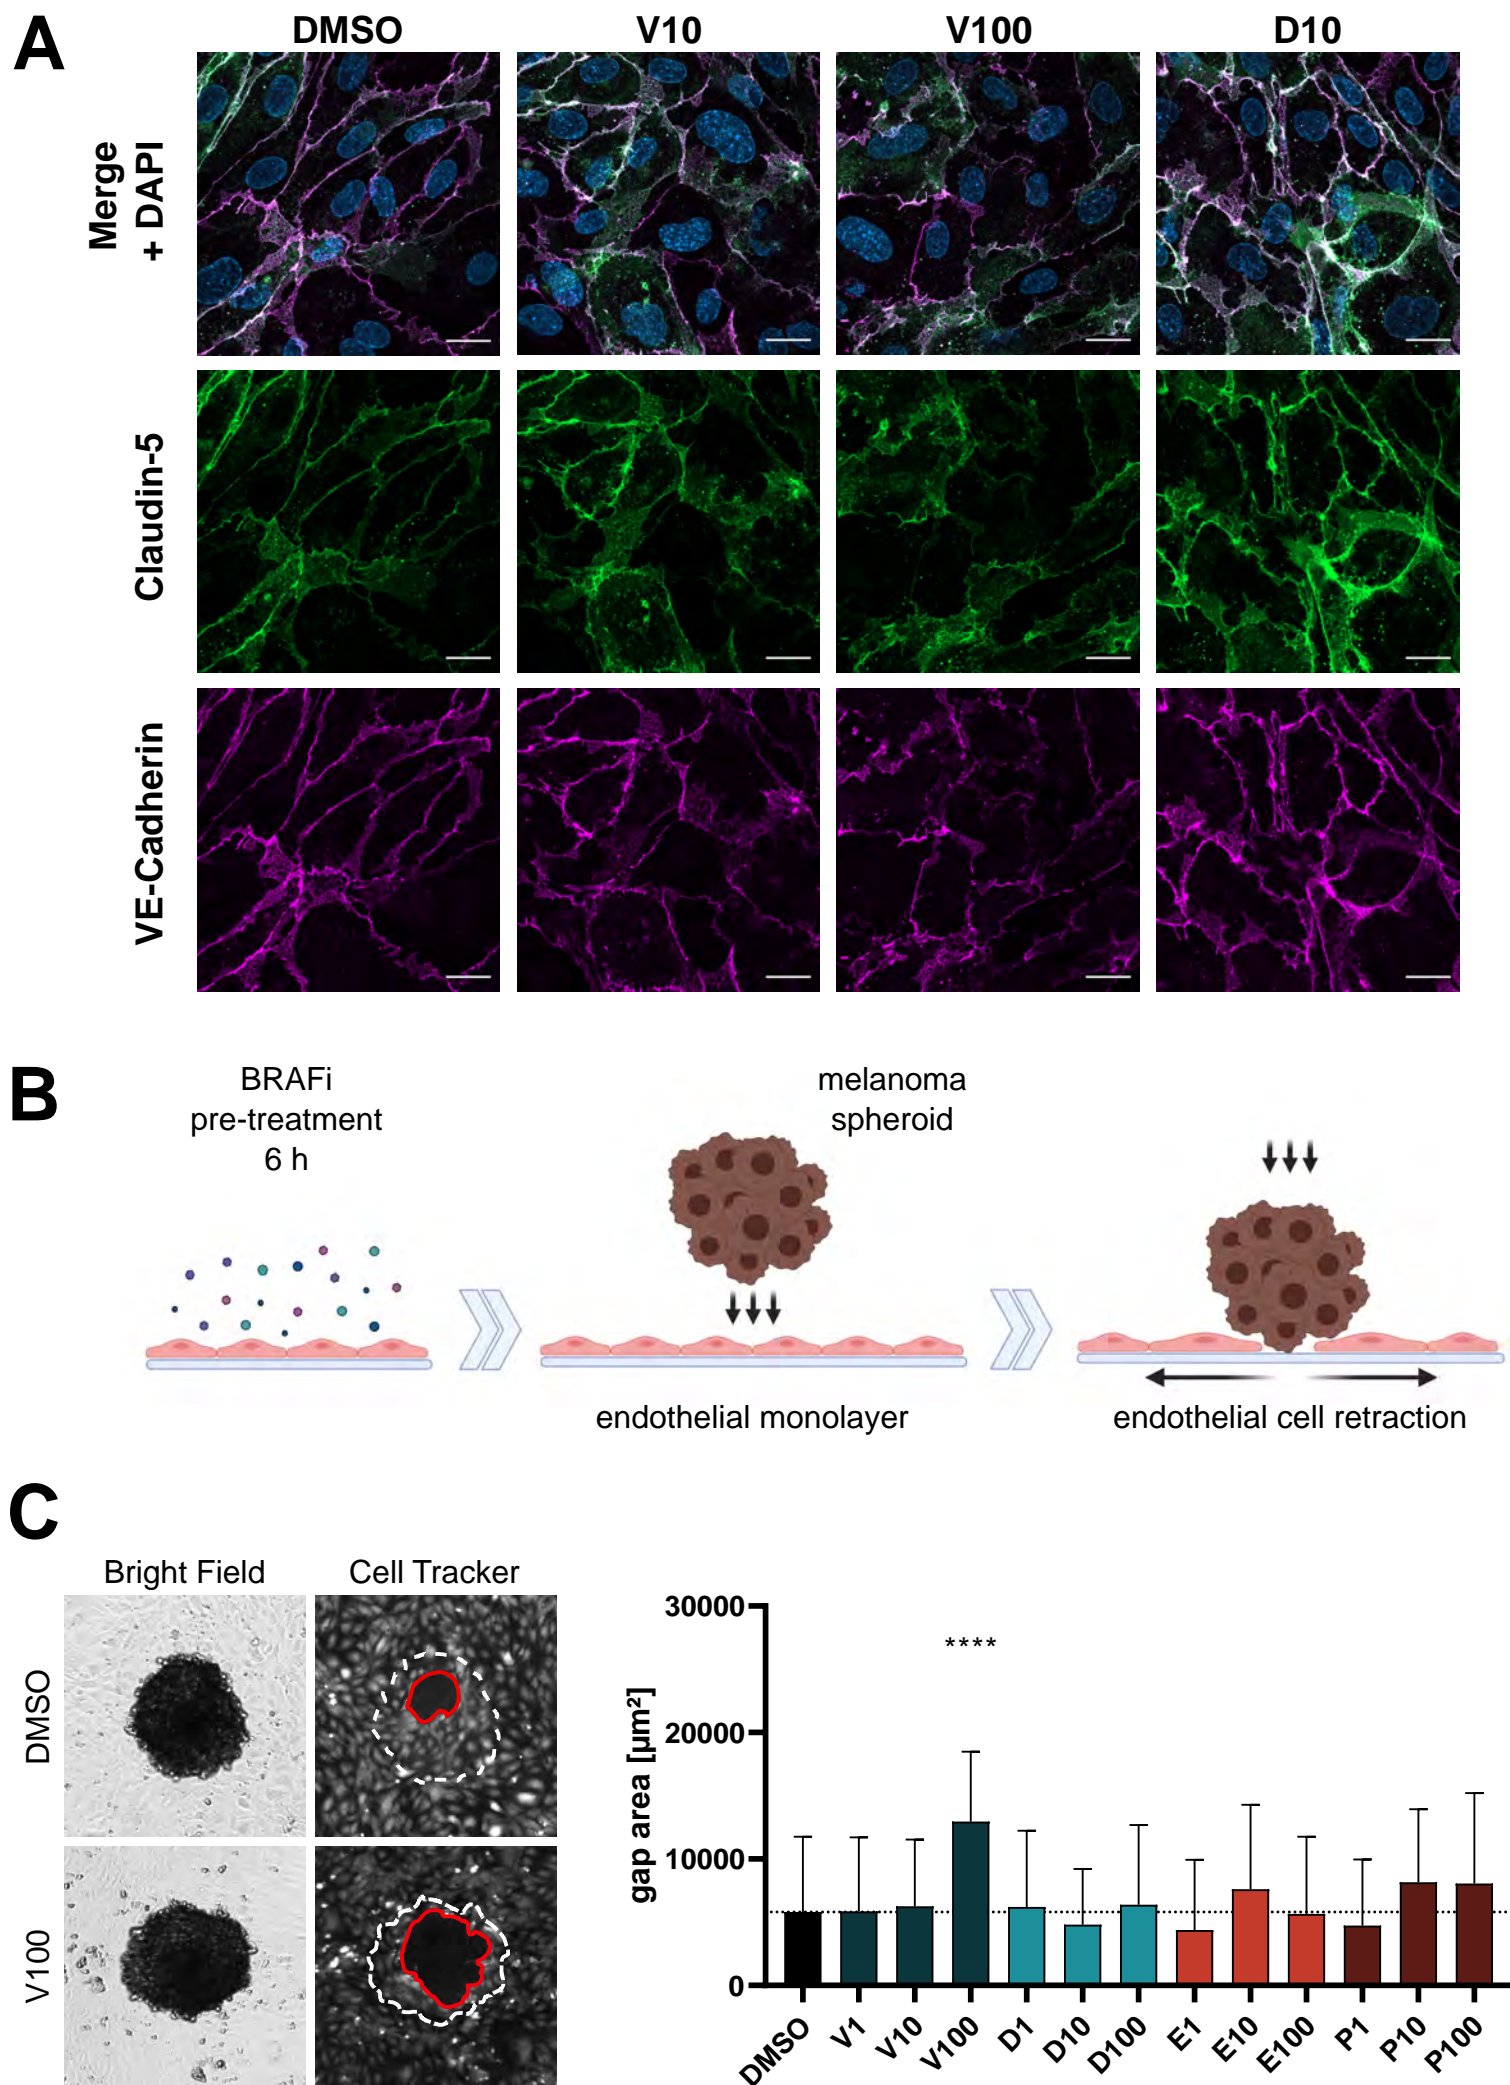 A
DMSO
V10
V100
D10
Merge
+ DAPI
Claudin-5
VE-Cadherin
B
BRAFi
pre-treatment
6 h
melanoma
spheroid
endothelial monolayer
endothelial cell retraction
C
Bright Field
Cell Tracker
DMSO
V100
gap area [µm²]
30000
20000
10000
0
****
DMSO
V1
V10
V100
D1
D10
D100
E1
E10
E100
P1
P10
P100